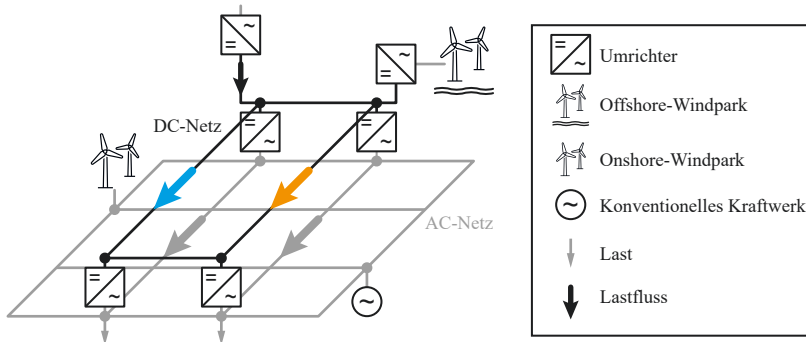 DC-Netz
AC-Netz
Umrichter
Offshore-Windpark
Onshore-Windpark
Konventionelles Kraftwerk
Last
Lastfluss